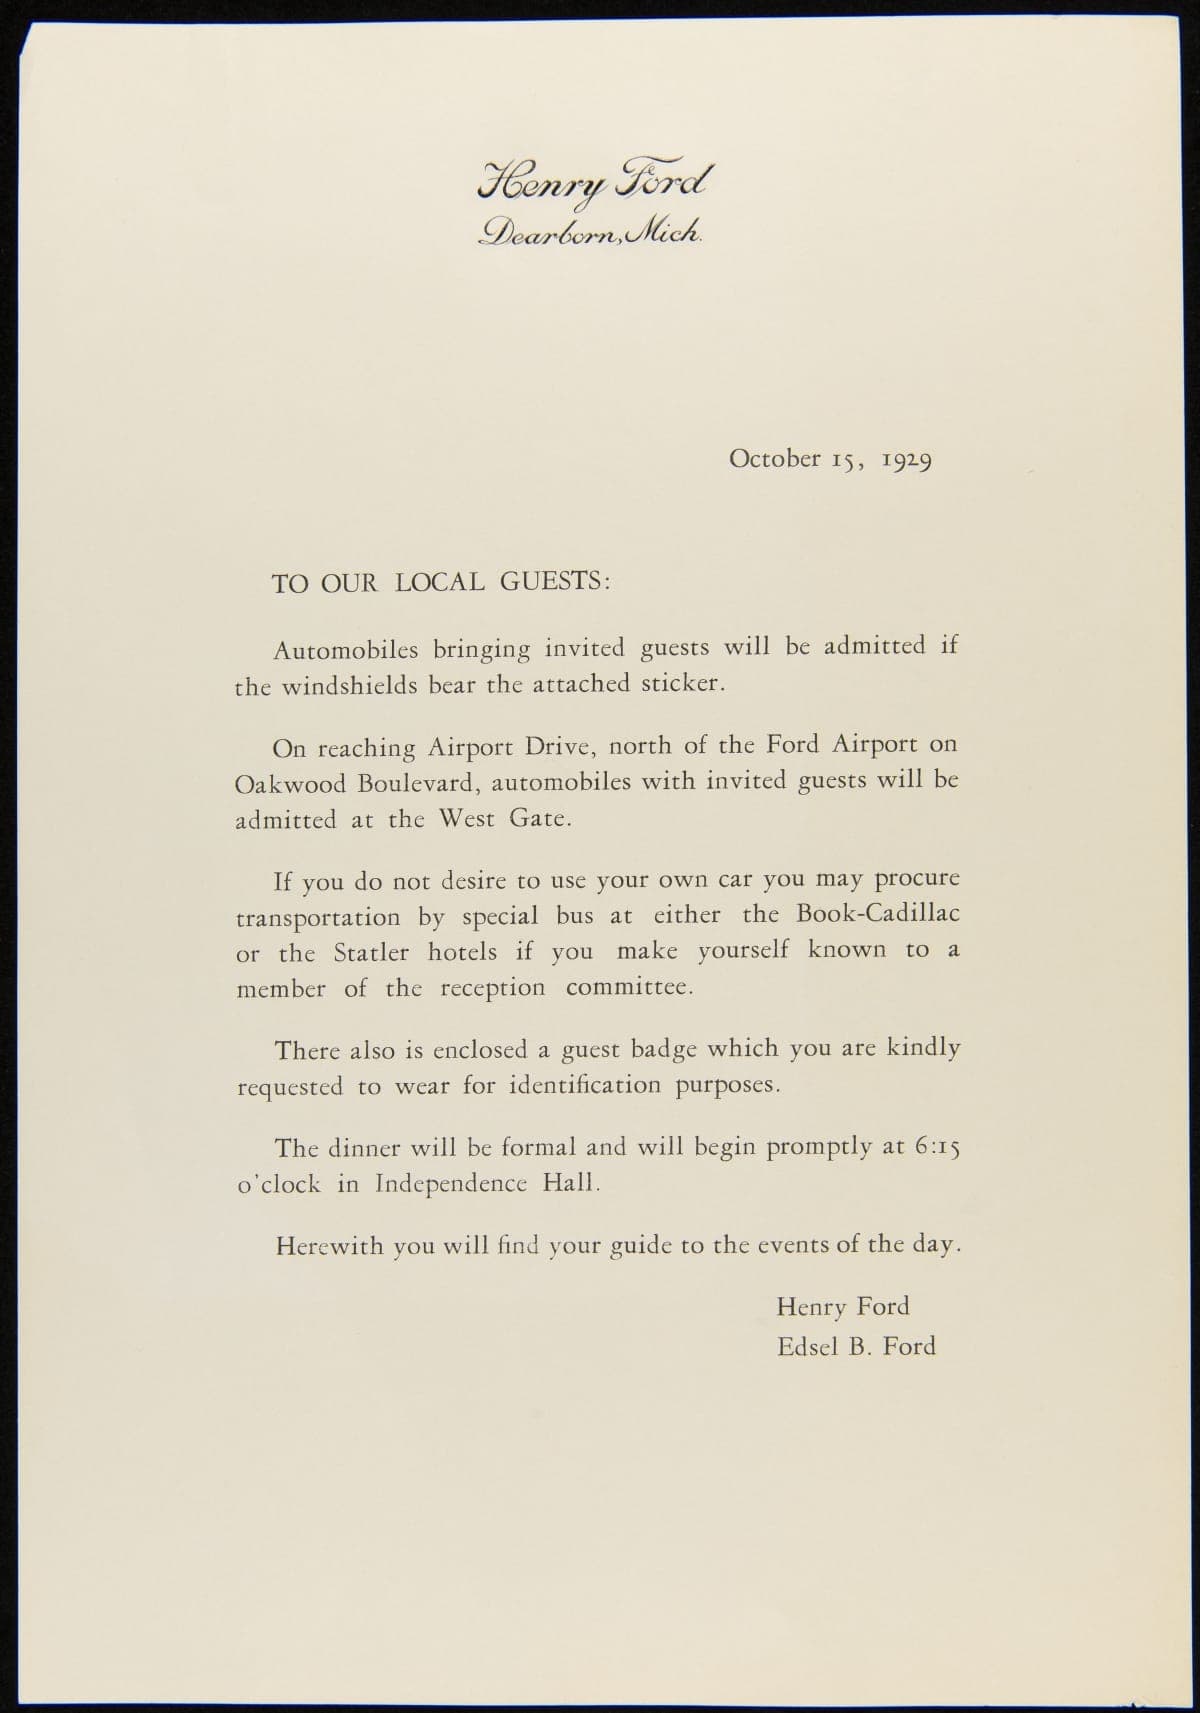 Henry Ford
Dearborn, Mich.
October 15, 1929
TO OUR LOCAL GUESTS:
Automobiles bringing invited guests will be admitted if
the windshields bear the attached sticker.
On reaching Airport Drive, north of the Ford Airport on
Oakwood Boulevard, automobiles with invited guests will be
admitted at the West Gate.
If you do not desire to use your own car you may procure
transportation by special bus at either the Book-Cadillac
or the Statler hotels if you make yourself known to a
member of the reception committee.
There also is enclosed a guest badge which you are kindly
requested to wear for identification purposes.
The dinner will be formal and will begin promptly at 6:15
o'clock in Independence Hall.
Herewith you will find your guide to the events of the day.
Henry Ford
Edsel B. Ford